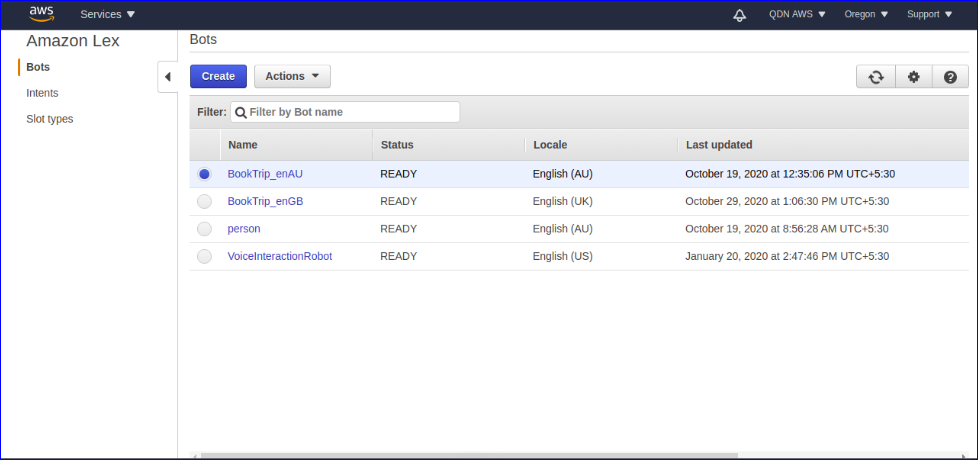 aws Services QDN AWS Oregon Support
Amazon Lex
Bots
Intents
Slot types
Bots
Create Actions
Filter: Filter by Bot name
Name Status Locale Last updated
BookTrip_enAU READY English (AU) October 19, 2020 at 12:35:06 PM UTC+5:30
BookTrip_enGB READY English (UK) October 29, 2020 at 1:06:30 PM UTC+5:30
person READY English (AU) October 19, 2020 at 8:56:28 AM UTC+5:30
VoiceInteractionRobot READY English (US) January 20, 2020 at 2:47:46 PM UTC+5:30